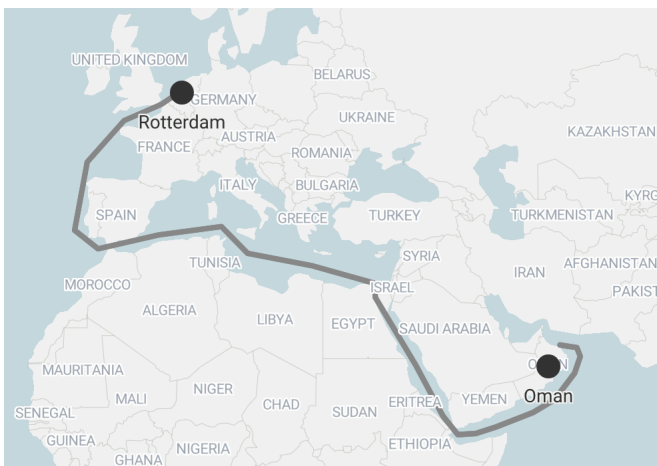 UNITED KINGDOM
BELARUS
GERMANY
Rotterdam
UKRAINE
KAZAKHSTAN
AUSTRIA
FRANCE
ROMANIA
ITALY
BULGARIA
KYRG
SPAIN
GREECE
TURKEY
TURKMENISTAN
SYRIA
TUNISIA
AFGHANISTAN
IRAN
MOROCCO
ISRAEL
PAKIST
ALGERIA
LIBYA
EGYPT
SAUDI ARABIA
MAURITANIA
NIGER
Oman
MALI
CHAD
ERITREA
YEMEN
SENEGAL
SUDAN
GUINEA
NIGERIA
ETHIOPIA
GHANA